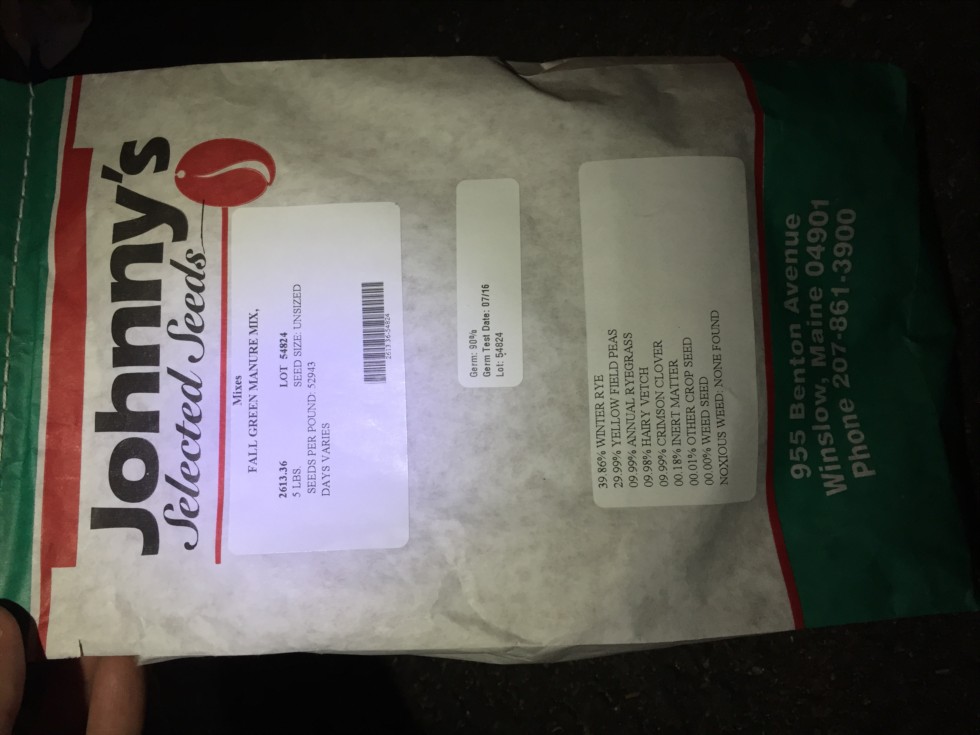 Johnny's
Selected Seeds
Mixes
FALL GREEN MANURE MIX,
2613.36 LOT 54824
5 LBS. SEED SIZE: UNSIZED
SEEDS PER POUND: 52943
DAYS VARIES
2613.36-54824
Germ: 90%
Germ Test Date: 07/16
Lot: 54824
39.86% WINTER RYE
29.99% YELLOW FIELD PEAS
09.99% ANNUAL RYEGRASS
09.98% HAIRY VETCH
09.99% CRIMSON CLOVER
00.18% INERT MATTER
00.01% OTHER CROP SEED
00.00% WEED SEED
NOXIOUS WEED: NONE FOUND
955 Benton Avenue
Winslow, Maine 04901
Phone 207-861-3900